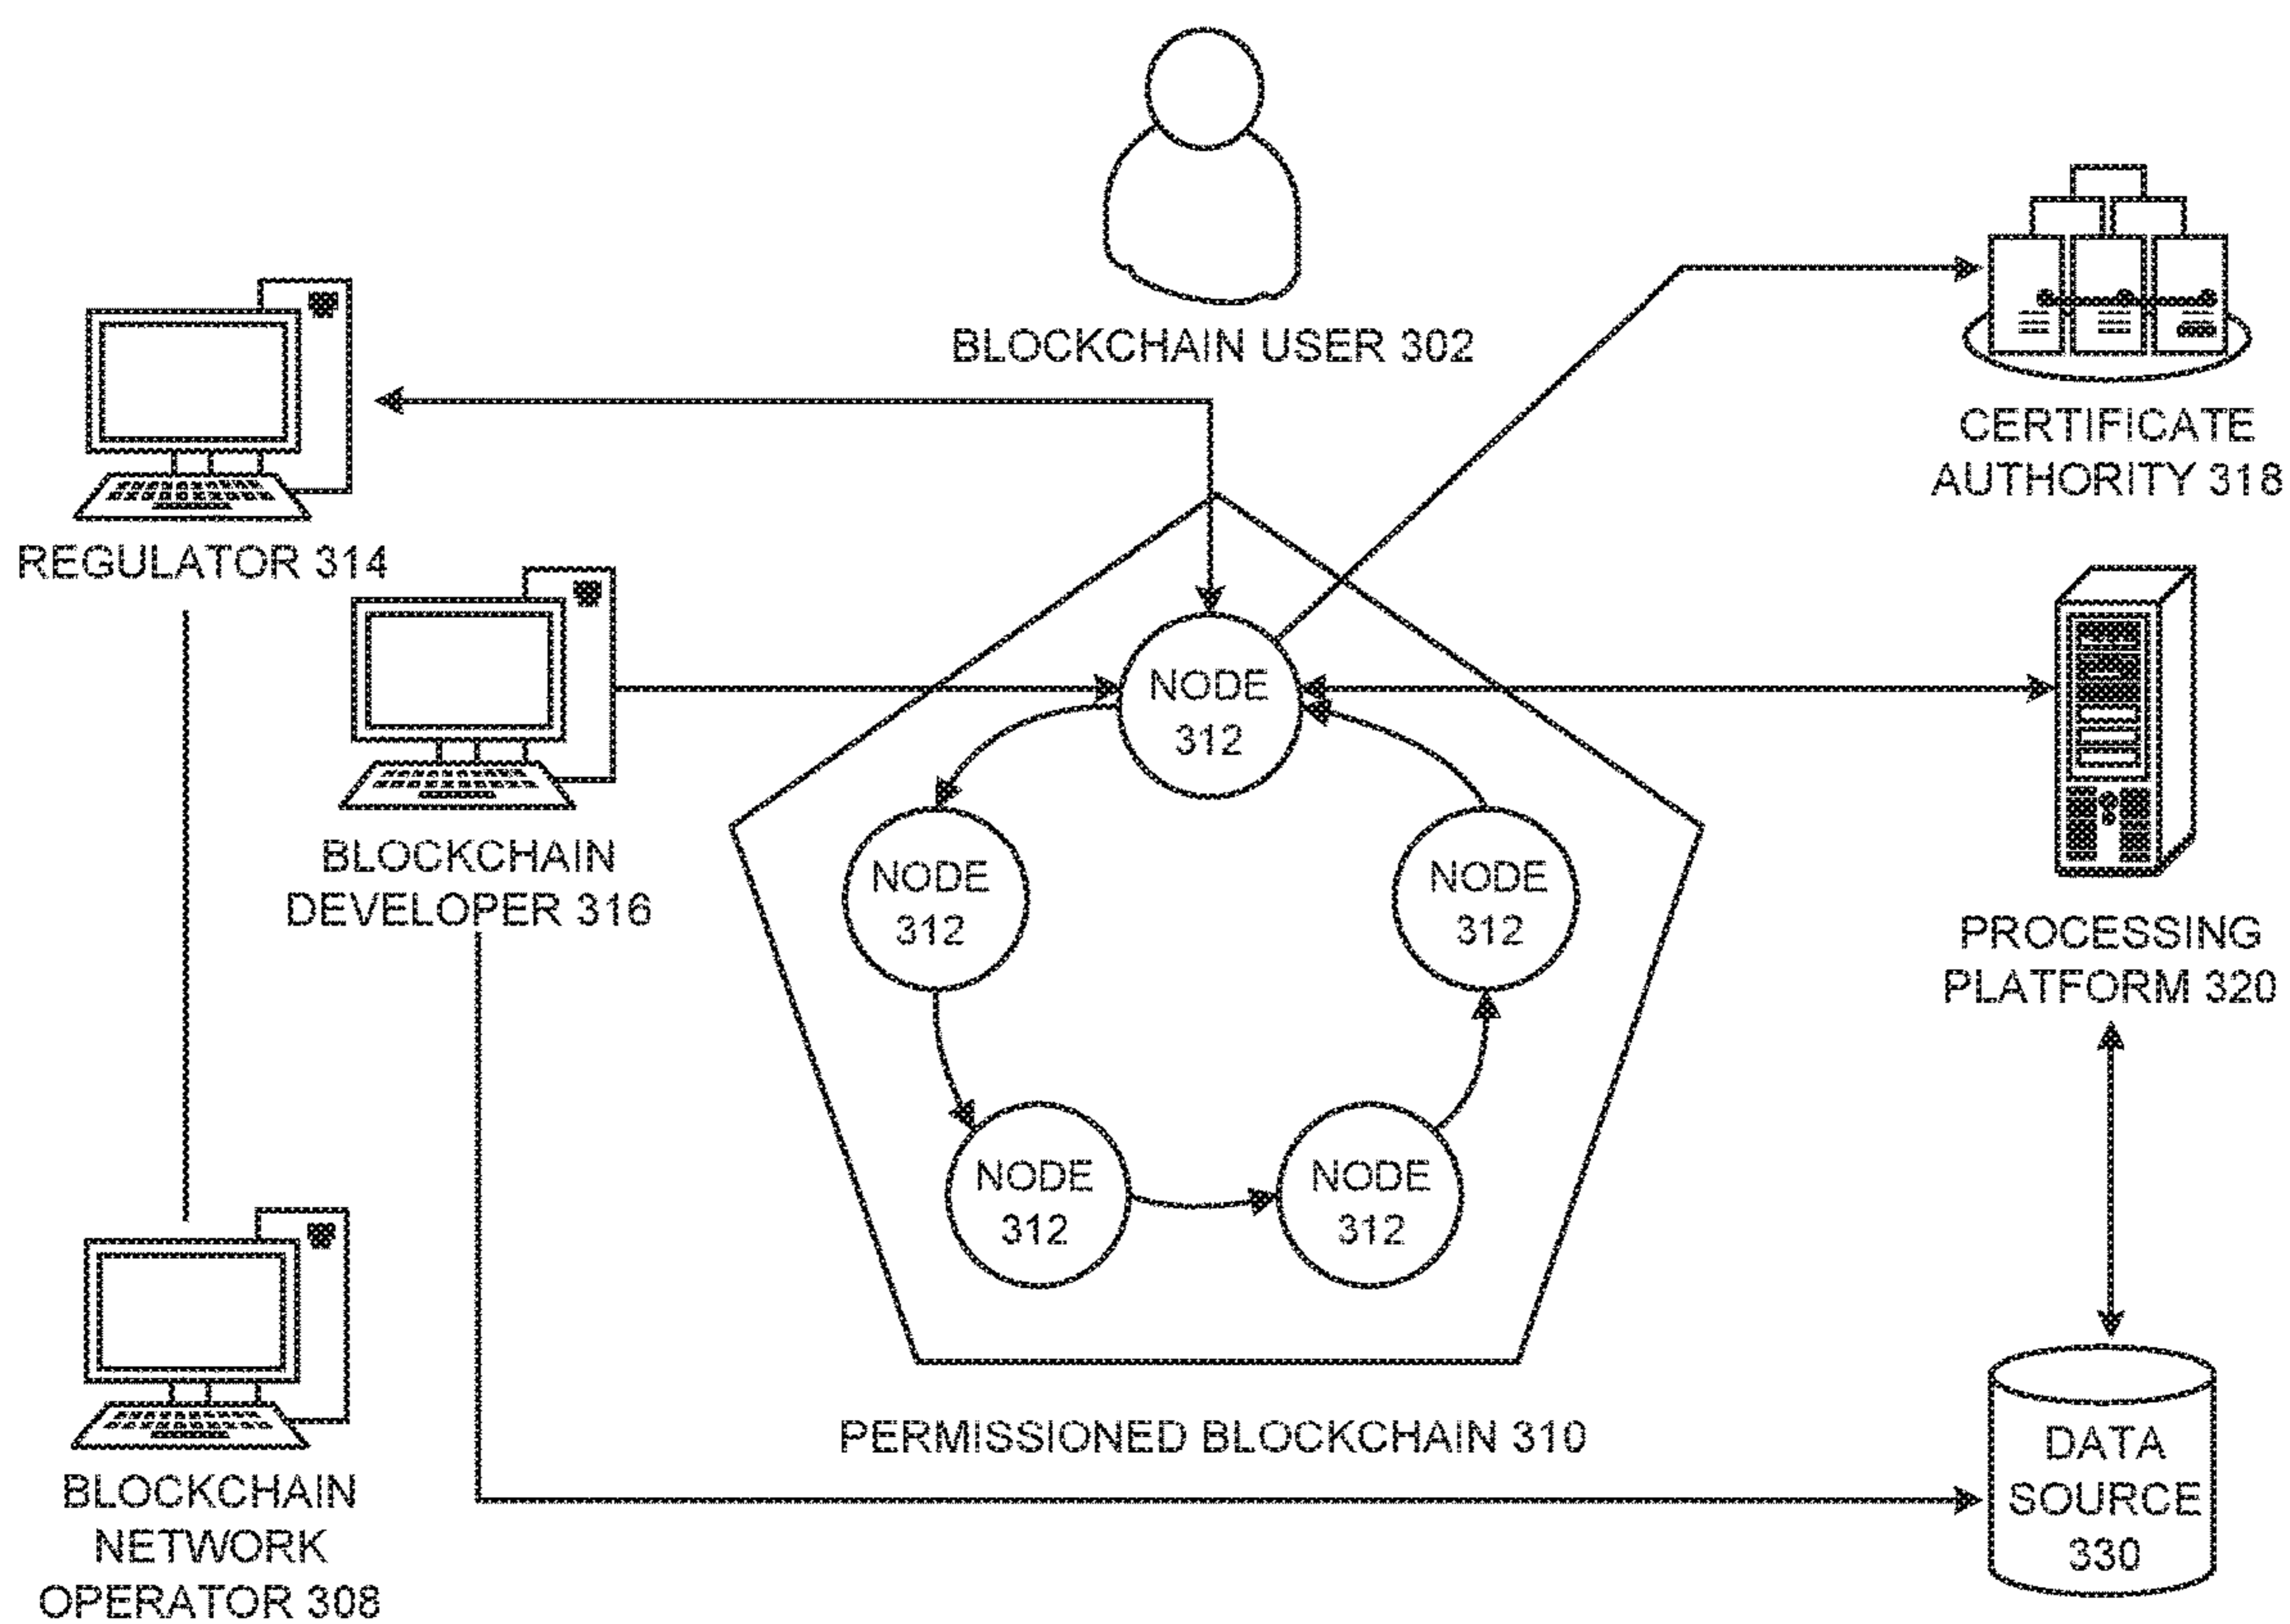 BLOCKCHAIN USER 302
CERTIFICATE
AUTHORITY 318
REGULATOR 314
NODE
312
BLOCKCHAIN
DEVELOPER 316
NODE
312
NODE
312
PROCESSING
PLATFORM 320
NODE
312
NODE
312
PERMISSIONED BLOCKCHAIN 310
DATA
SOURCE
330
BLOCKCHAIN
NETWORK
OPERATOR 308